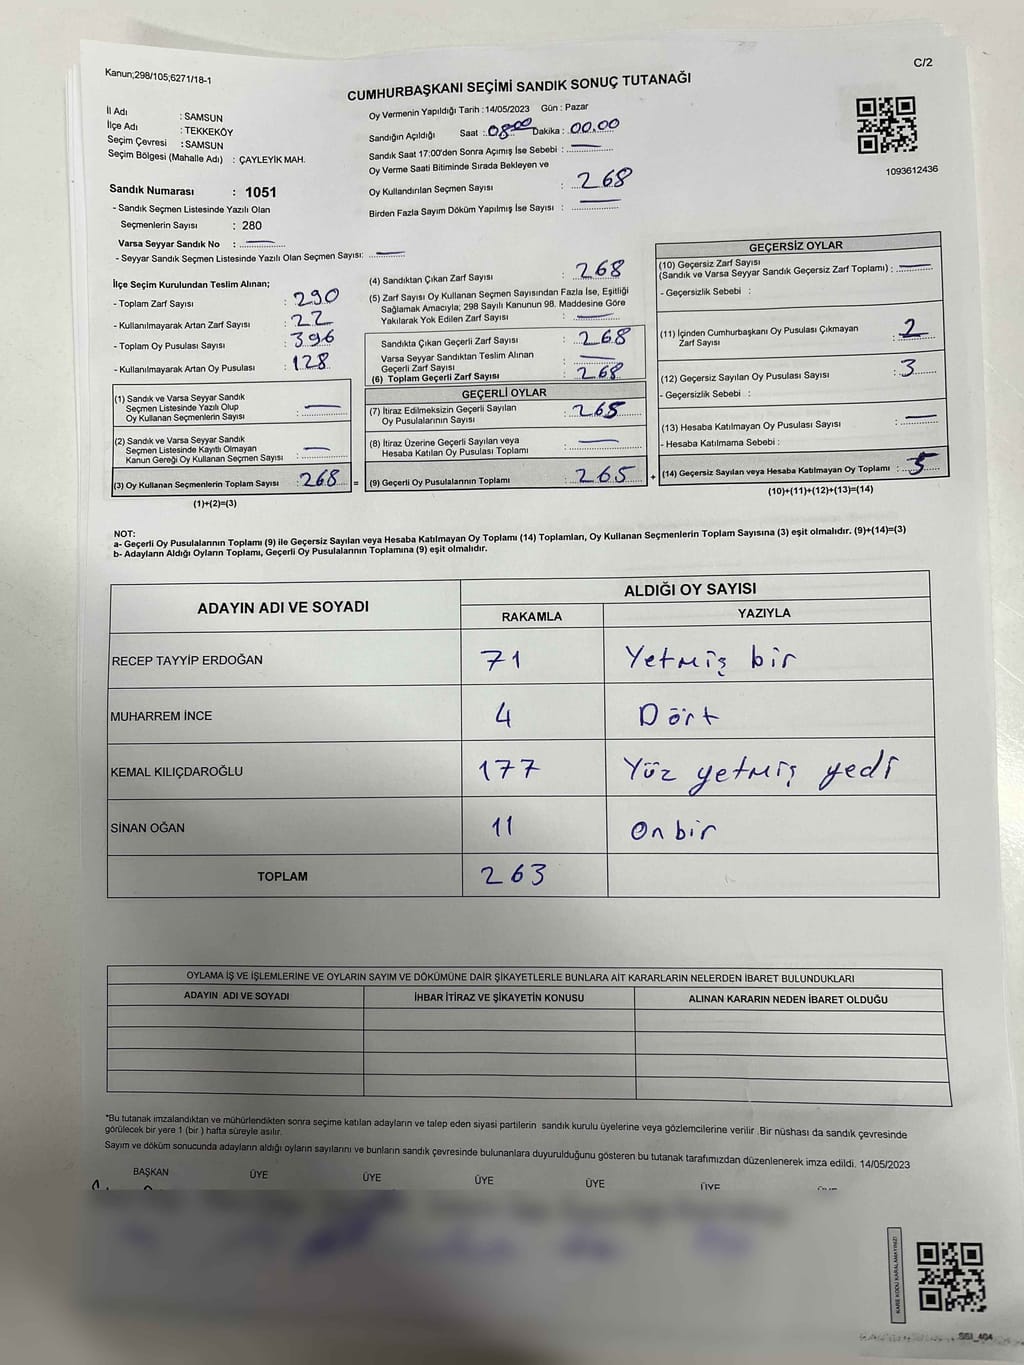 Kanun;298/105;6271/18-1
C/2
CUMHURBAŞKANI SEÇİMİ SANDIK SONUÇ TUTANAĞI
İl Adı : SAMSUN
İlçe Adı : TEKKEKÖY
Seçim Çevresi : SAMSUN
Seçim Bölgesi (Mahalle Adı) : ÇAYLEYİK MAH.
Oy Vermenin Yapıldığı Tarih : 14/05/2023 Gün : Pazar
Sandığın Açıldığı Saat : 08:00 Dakika : 00.00
Sandık Saat 17:00'den Sonra Açılmış İse Sebebi : —
Oy Verme Saati Bitiminde Sırada Bekleyen ve
Oy Kullandırılan Seçmen Sayısı : 268
Birden Fazla Sayım Döküm Yapılmış İse Sayısı : —
1093612436
Sandık Numarası : 1051
- Sandık Seçmen Listesinde Yazılı Olan
Seçmenlerin Sayısı : 280
Varsa Seyyar Sandık No : —
- Seyyar Sandık Seçmen Listesinde Yazılı Olan Seçmen Sayısı: —
İlçe Seçim Kurulundan Teslim Alınan;
- Toplam Zarf Sayısı : 290
- Kullanılmayarak Artan Zarf Sayısı : 22
- Toplam Oy Pusulası Sayısı : 396
- Kullanılmayarak Artan Oy Pusulası : 128
(1) Sandık ve Varsa Seyyar Sandık
Seçmen Listesinde Yazılı Olup
Oy Kullanan Seçmenlerin Sayısı : —
(2) Sandık ve Varsa Seyyar Sandık
Seçmen Listesinde Kayıtlı Olmayan
Kanun Gereği Oy Kullanan Seçmen Sayısı : —
(3) Oy Kullanan Seçmenlerin Toplam Sayısı : 268 =
(1)+(2)=(3)
(4) Sandıktan Çıkan Zarf Sayısı : 268
(5) Zarf Sayısı Oy Kullanan Seçmen Sayısından Fazla İse, Eşitliği
Sağlamak Amacıyla; 298 Sayılı Kanunun 98. Maddesine Göre
Yakılarak Yok Edilen Zarf Sayısı : —
Sandıkta Çıkan Geçerli Zarf Sayısı : 268
Varsa Seyyar Sandıktan Teslim Alınan
Geçerli Zarf Sayısı : —
(6) Toplam Geçerli Zarf Sayısı : 268
GEÇERLİ OYLAR
(7) İtiraz Edilmeksizin Geçerli Sayılan
Oy Pusulalarının Sayısı : 265
(8) İtiraz Üzerine Geçerli Sayılan veya
Hesaba Katılan Oy Pusulası Toplamı : —
(9) Geçerli Oy Pusulalarının Toplamı : 265 +
GEÇERSİZ OYLAR
(10) Geçersiz Zarf Sayısı
(Sandık ve Varsa Seyyar Sandık Geçersiz Zarf Toplamı) : —
- Geçersizlik Sebebi :
(11) İçinden Cumhurbaşkanı Oy Pusulası Çıkmayan
Zarf Sayısı : 2
(12) Geçersiz Sayılan Oy Pusulası Sayısı : 3
- Geçersizlik Sebebi :
(13) Hesaba Katılmayan Oy Pusulası Sayısı : —
- Hesaba Katılmama Sebebi :
(14) Geçersiz Sayılan veya Hesaba Katılmayan Oy Toplamı : 5
(10)+(11)+(12)+(13)=(14)
NOT:
a- Geçerli Oy Pusulalarının Toplamı (9) ile Geçersiz Sayılan veya Hesaba Katılmayan Oy Toplamı (14) Toplamları, Oy Kullanan Seçmenlerin Toplam Sayısına (3) eşit olmalıdır. (9)+(14)=(3)
b- Adayların Aldığı Oyların Toplamı, Geçerli Oy Pusulalarının Toplamına (9) eşit olmalıdır.
ADAYIN ADI VE SOYADI
ALDIĞI OY SAYISI
RAKAMLA YAZIYLA
RECEP TAYYİP ERDOĞAN 71 Yetmiş bir
MUHARREM İNCE 4 Dört
KEMAL KILIÇDAROĞLU 177 Yüz yetmiş yedi
SİNAN OĞAN 11 On bir
TOPLAM 263
OYLAMA İŞ VE İŞLEMLERİNE VE OYLARIN SAYIM VE DÖKÜMÜNE DAİR ŞİKAYETLERLE BUNLARA AİT KARARLARIN NELERDEN İBARET BULUNDUKLARI
ADAYIN ADI VE SOYADI İHBAR İTİRAZ VE ŞİKAYETİN KONUSU ALINAN KARARIN NEDEN İBARET OLDUĞU
*Bu tutanak imzalandıktan ve mühürlendikten sonra seçime katılan adayların ve talep eden siyasi partilerin sandık kurulu üyelerine veya gözlemcilerine verilir .Bir nüshası da sandık çevresinde
görülecek bir yere 1 (bir ) hafta süreyle asılır.
Sayım ve döküm sonucunda adayların aldığı oyların sayılarını ve bunların sandık çevresinde bulunanlara duyurulduğunu gösteren bu tutanak tarafımızdan düzenlenerek imza edildi. 14/05/2023
BAŞKAN ÜYE ÜYE ÜYE ÜYE ÜYE
KARE KODU KARALAMAYINIZ!